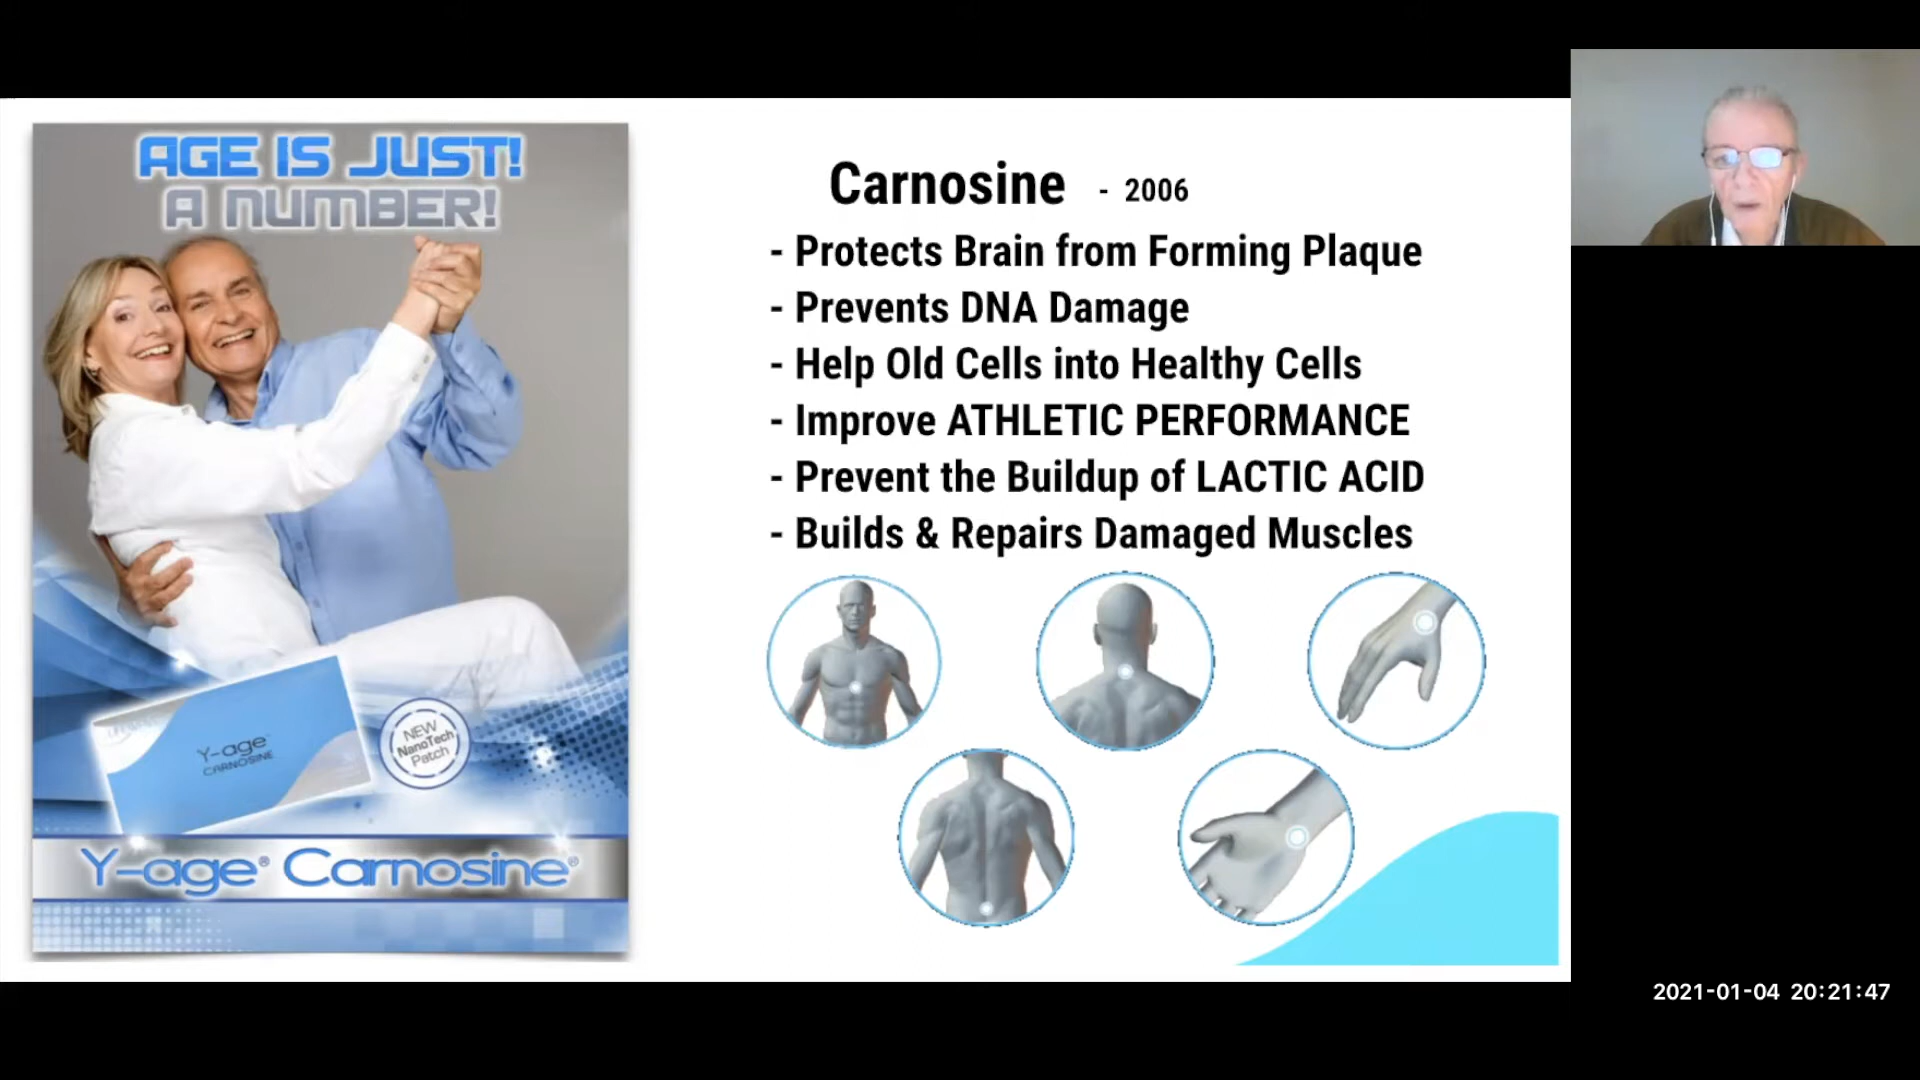 AGE IS JUST!
A NUMBER!
Y-age
CARNOSINE
NEW
NanoTech
Patch
Y-age® Carnosine®
Carnosine - 2006
- Protects Brain from Forming Plaque
- Prevents DNA Damage
- Help Old Cells into Healthy Cells
- Improve ATHLETIC PERFORMANCE
- Prevent the Buildup of LACTIC ACID
- Builds & Repairs Damaged Muscles
2021-01-04 20:21:47